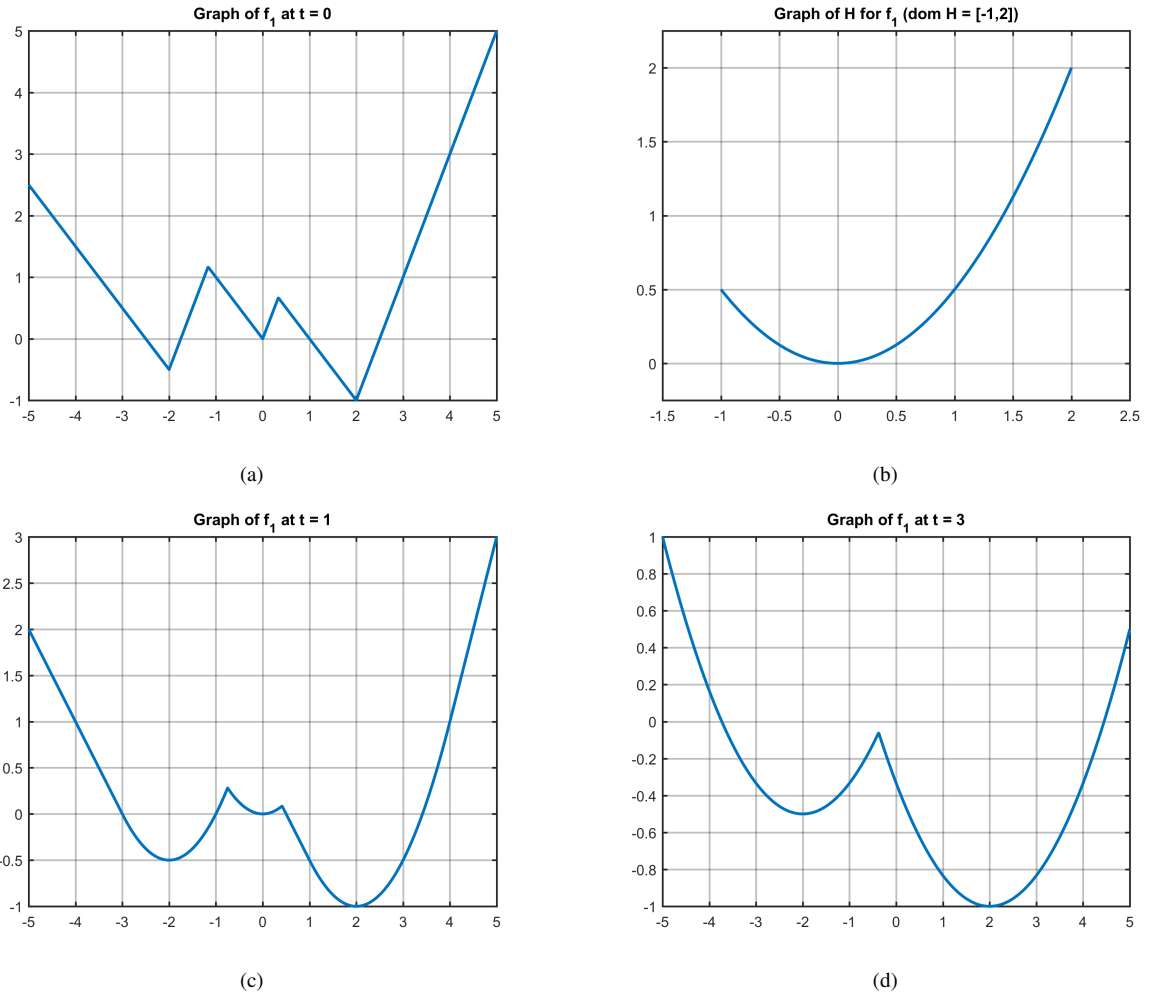 Graph of f1 at t = 0
5
4
3
2
1
0
-1
-5 -4 -3 -2 -1 0 1 2 3 4 5
(a)
Graph of H for f1 (dom H = [-1,2])
2
1.5
1
0.5
0
-1.5 -1 -0.5 0 0.5 1 1.5 2 2.5
(b)
Graph of f1 at t = 1
3
2.5
2
1.5
1
0.5
0
-0.5
-1
-5 -4 -3 -2 -1 0 1 2 3 4 5
(c)
Graph of f1 at t = 3
1
0.8
0.6
0.4
0.2
0
-0.2
-0.4
-0.6
-0.8
-1
-5 -4 -3 -2 -1 0 1 2 3 4 5
(d)